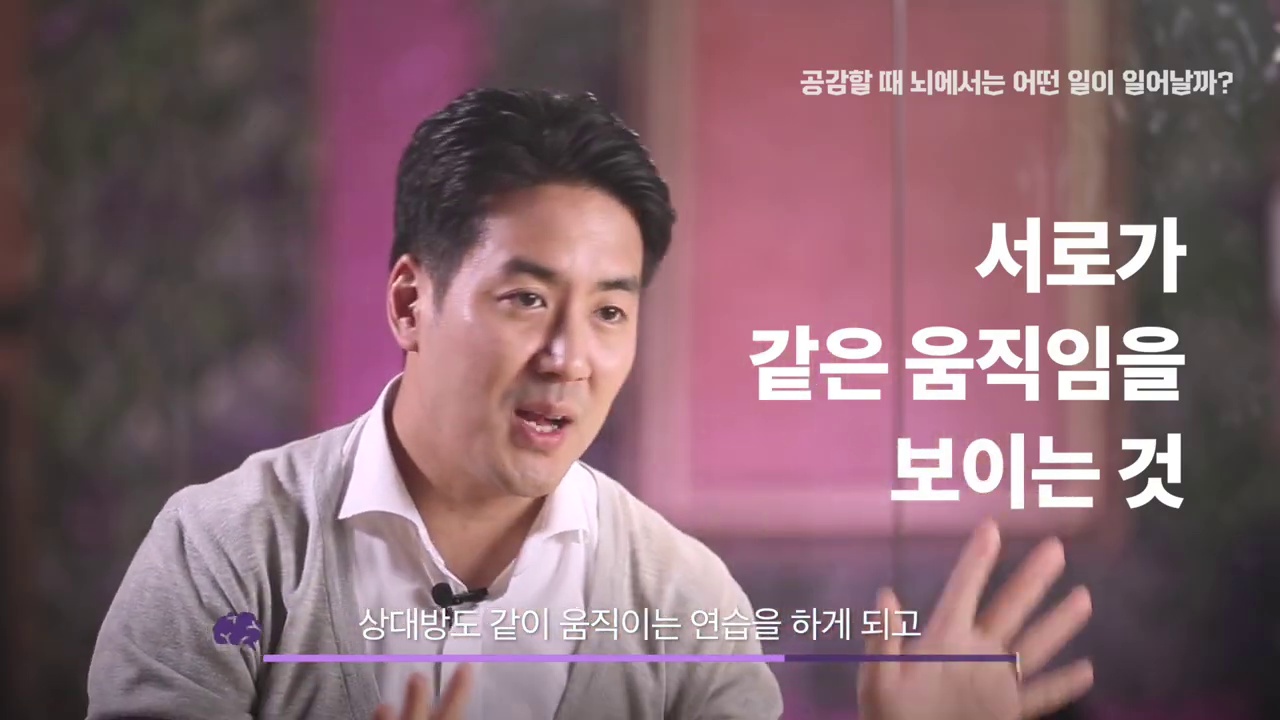 공감할 때 뇌에서는 어떤 일이 일어날까?
서로가
같은 움직임을
보이는 것
상대방도 같이 움직이는 연습을 하게 되고